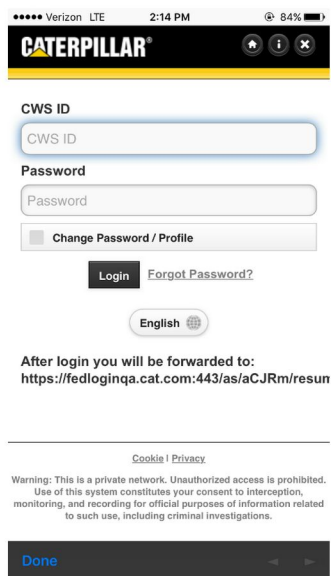 Verizon LTE 2:14 PM 84%
CATERPILLAR®
CWS ID
CWS ID
Password
Password
Change Password / Profile
Login Forgot Password?
English
After login you will be forwarded to:
https://fedloginqa.cat.com:443/as/aCJRm/resum
Cookie | Privacy
Warning: This is a private network. Unauthorized access is prohibited.
Use of this system constitutes your consent to interception,
monitoring, and recording for official purposes of information related
to such use, including criminal investigations.
Done